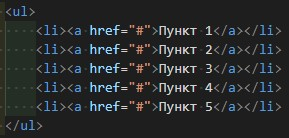 <ul>
<li><a href="#">Пункт 1</a></li>
<li><a href="#">Пункт 2</a></li>
<li><a href="#">Пункт 3</a></li>
<li><a href="#">Пункт 4</a></li>
<li><a href="#">Пункт 5</a></li>
</ul>